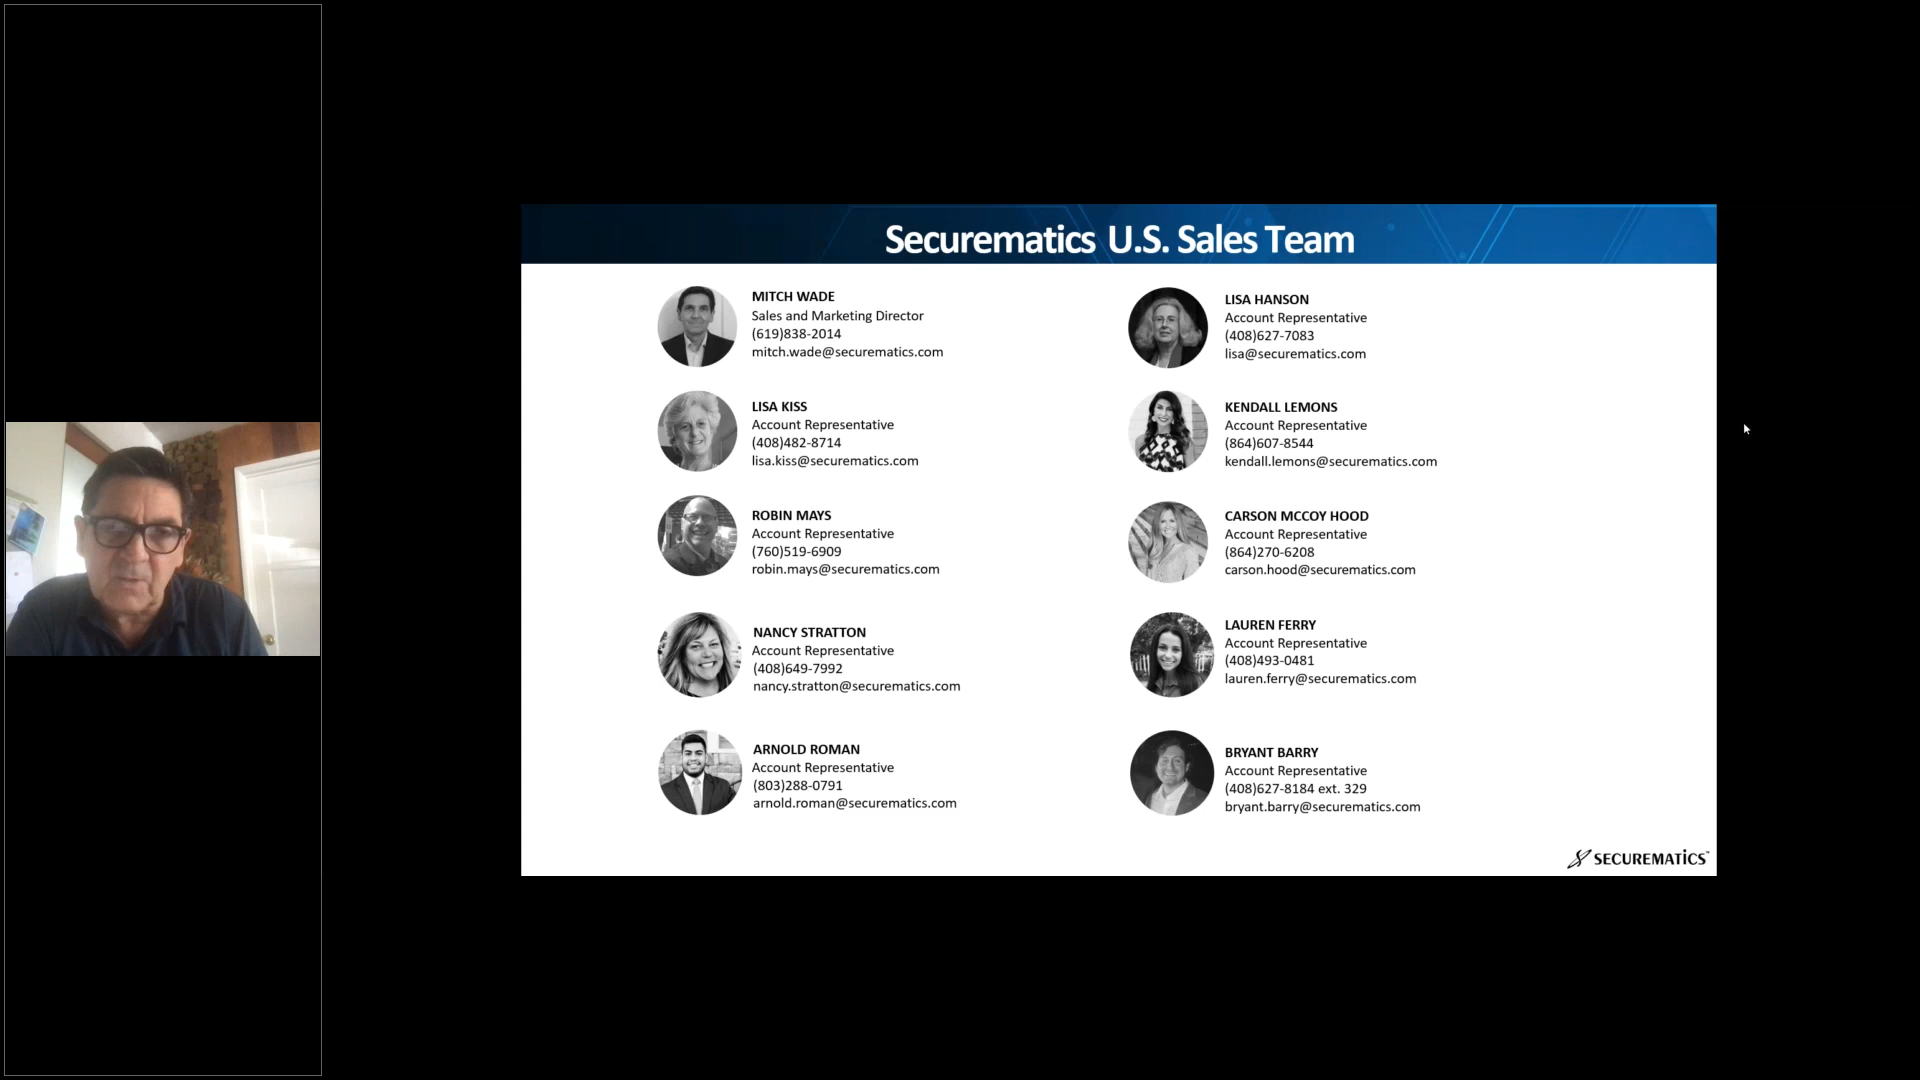 Securematics U.S. Sales Team
MITCH WADE
Sales and Marketing Director
(619)838-2014
mitch.wade@securematics.com
LISA KISS
Account Representative
(408)482-8714
lisa.kiss@securematics.com
ROBIN MAYS
Account Representative
(760)519-6909
robin.mays@securematics.com
NANCY STRATTON
Account Representative
(408)649-7992
nancy.stratton@securematics.com
ARNOLD ROMAN
Account Representative
(803)288-0791
arnold.roman@securematics.com
LISA HANSON
Account Representative
(408)627-7083
lisa@securematics.com
KENDALL LEMONS
Account Representative
(864)607-8544
kendall.lemons@securematics.com
CARSON MCCOY HOOD
Account Representative
(864)270-6208
carson.hood@securematics.com
LAUREN FERRY
Account Representative
(408)493-0481
lauren.ferry@securematics.com
BRYANT BARRY
Account Representative
(408)627-8184 ext. 329
bryant.barry@securematics.com
SECUREMATICS™